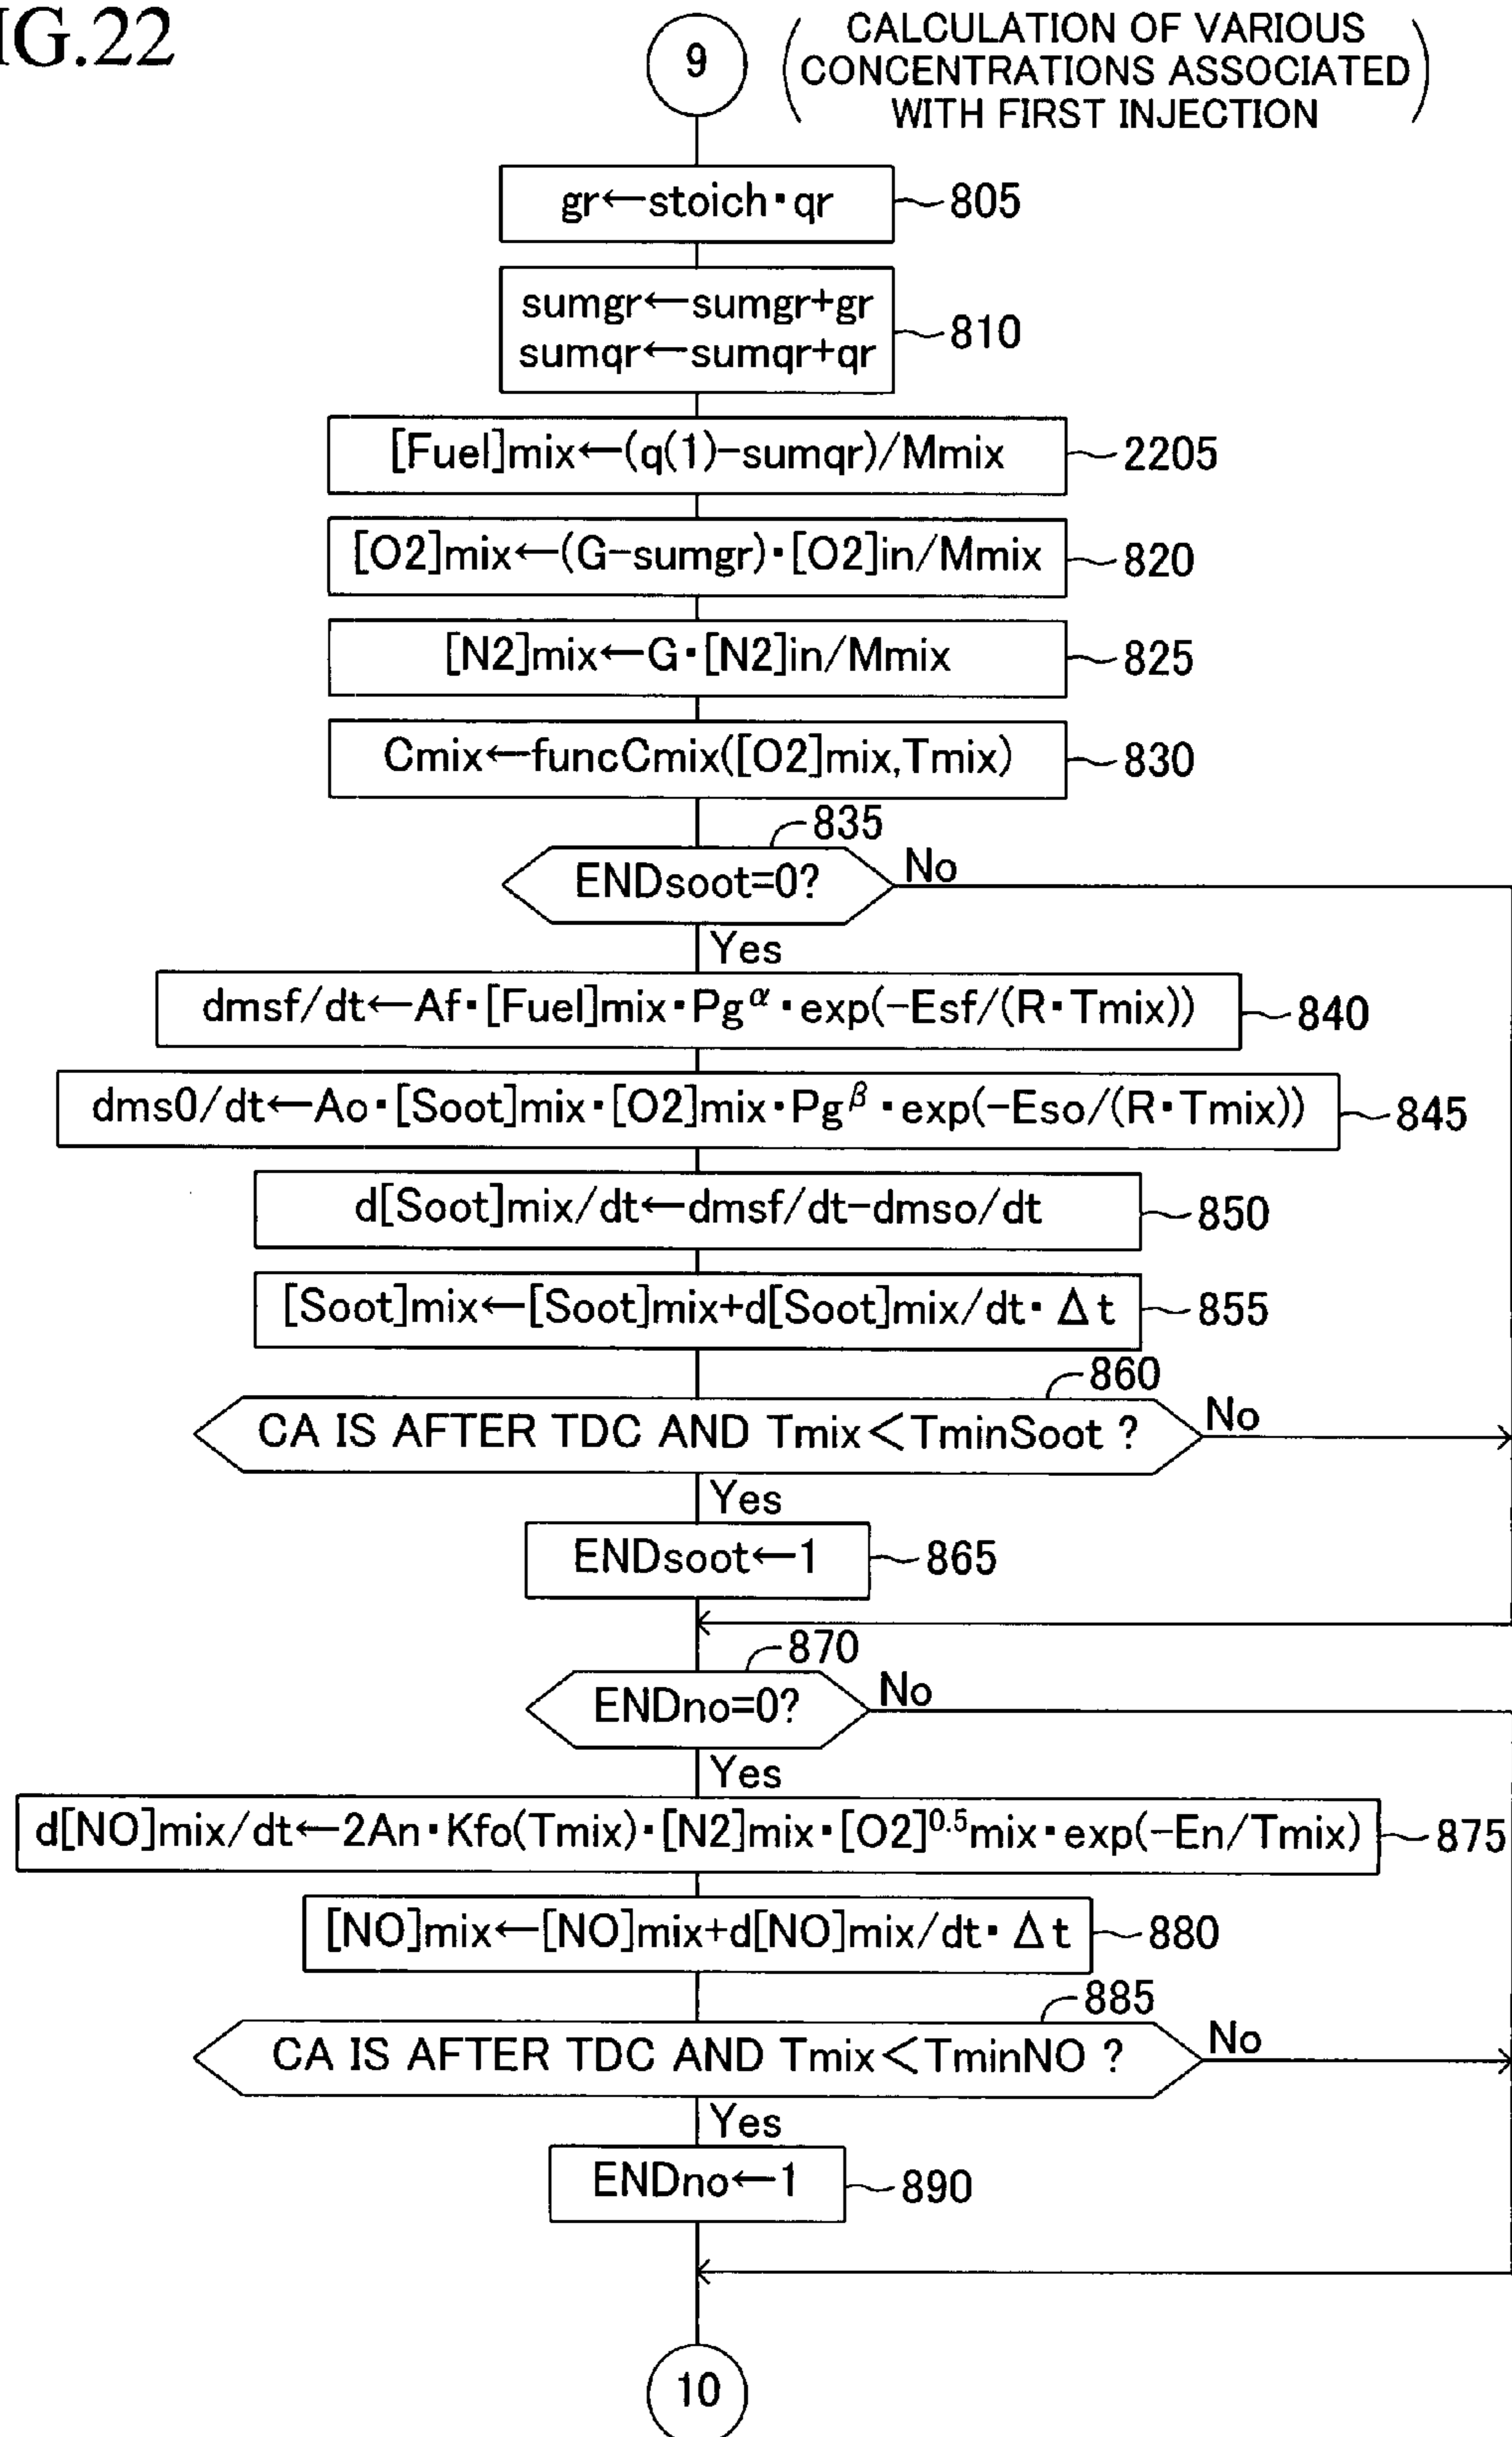 IG.22
9
CALCULATION OF VARIOUS
CONCENTRATIONS ASSOCIATED
WITH FIRST INJECTION
gr←stoich・qr
805
sumgr←sumgr+gr
sumqr←sumqr+qr
810
[Fuel]mix←(q(1)-sumqr)/Mmix
2205
[O2]mix←(G-sumgr)・[O2]in/Mmix
820
[N2]mix←G・[N2]in/Mmix
825
Cmix←funcCmix([O2]mix,Tmix)
830
835
ENDsoot=0?
No
Yes
dmsf/dt←Af・[Fuel]mix・Pg^α・exp(-Esf/(R・Tmix))
840
dms0/dt←Ao・[Soot]mix・[O2]mix・Pg^β・exp(-Eso/(R・Tmix))
845
d[Soot]mix/dt←dmsf/dt-dmso/dt
850
[Soot]mix←[Soot]mix+d[Soot]mix/dt・Δt
855
860
CA IS AFTER TDC AND Tmix<TminSoot ?
No
Yes
ENDsoot←1
865
870
ENDno=0?
No
Yes
d[NO]mix/dt←2An・Kfo(Tmix)・[N2]mix・[O2]^0.5mix・exp(-En/Tmix)
875
[NO]mix←[NO]mix+d[NO]mix/dt・Δt
880
885
CA IS AFTER TDC AND Tmix<TminNO ?
No
Yes
ENDno←1
890
10